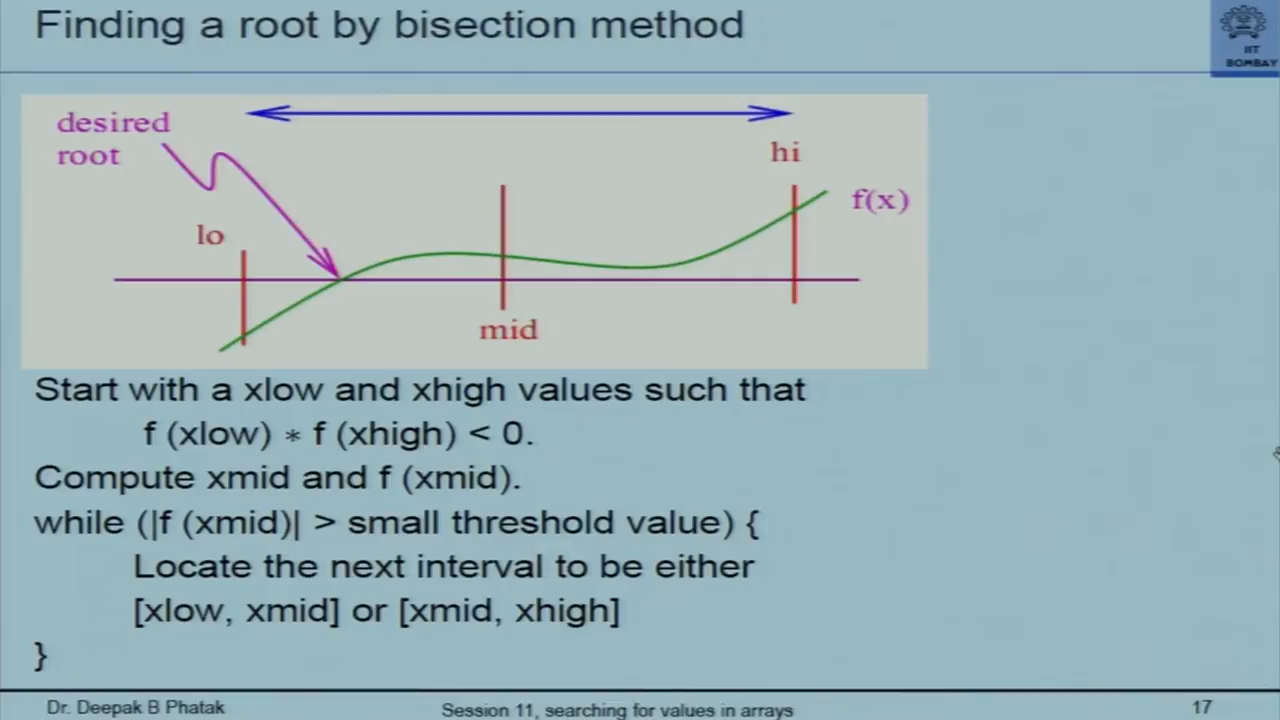 Finding a root by bisection method
IIT
BOMBAY
desired
root
hi
f(x)
lo
mid
Start with a xlow and xhigh values such that
f (xlow) * f (xhigh) < 0.
Compute xmid and f (xmid).
while (|f (xmid)| > small threshold value) {
Locate the next interval to be either
[xlow, xmid] or [xmid, xhigh]
}
Dr. Deepak B Phatak
Session 11, searching for values in arrays
17